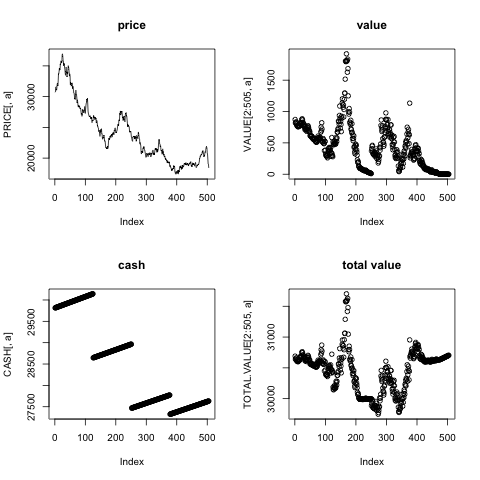 price
PRICE[, a]
20000 30000
0 100 200 300 400 500
Index
value
VALUE[2:505, a]
0 500 1000 1500
0 100 200 300 400 500
Index
cash
CASH[, a]
27500 28500 29500
0 100 200 300 400 500
Index
total value
TOTAL.VALUE[2:505, a]
30000 31000
0 100 200 300 400 500
Index